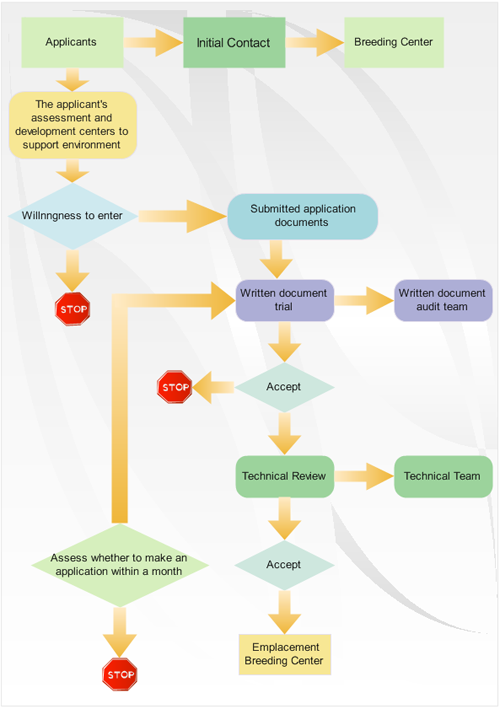 Applicants
Initial Contact
Breeding Center
The applicant's
assessment and
development centers to
support environment
Willnngness to enter
Submitted application
documents
STOP
Written document
trial
Written document
audit team
STOP
Accept
Technical Review
Technical Team
Assess whether to make an
application within a month
Accept
Emplacement
Breeding Center
STOP